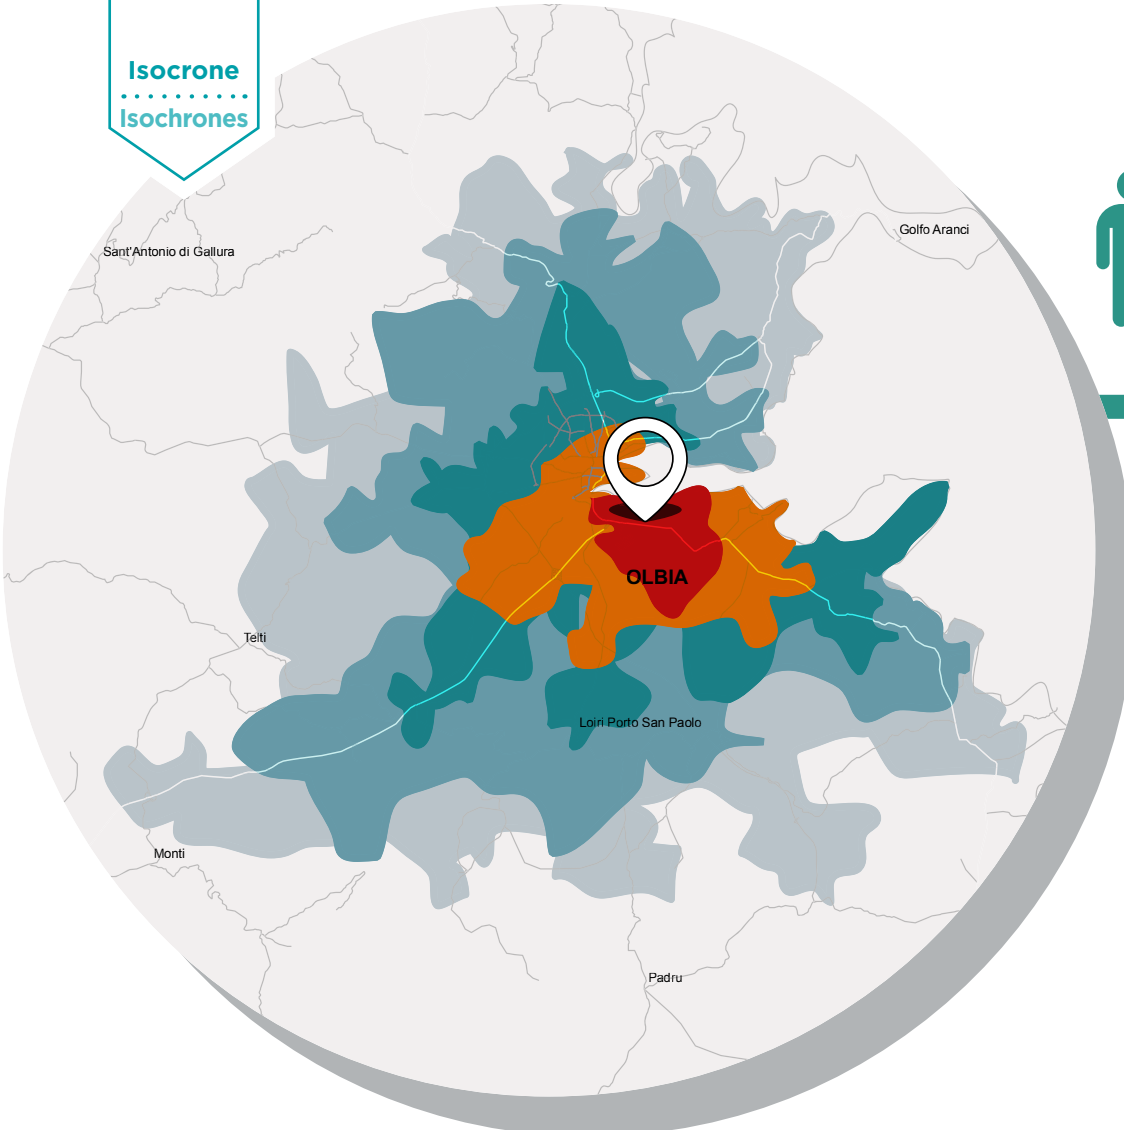 Isocrone
Isochrones
Golfo Aranci
Sant'Antonio di Gallura
OLBIA
Telti
Loiri Porto San Paolo
Monti
Padru